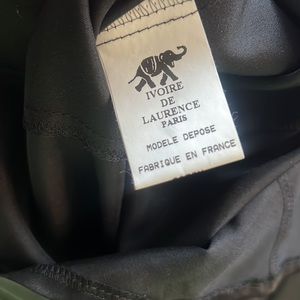 IVOIRE
DE
LAURENCE
PARIS
MODELE DEPOSE
FABRIQUE EN FRANCE